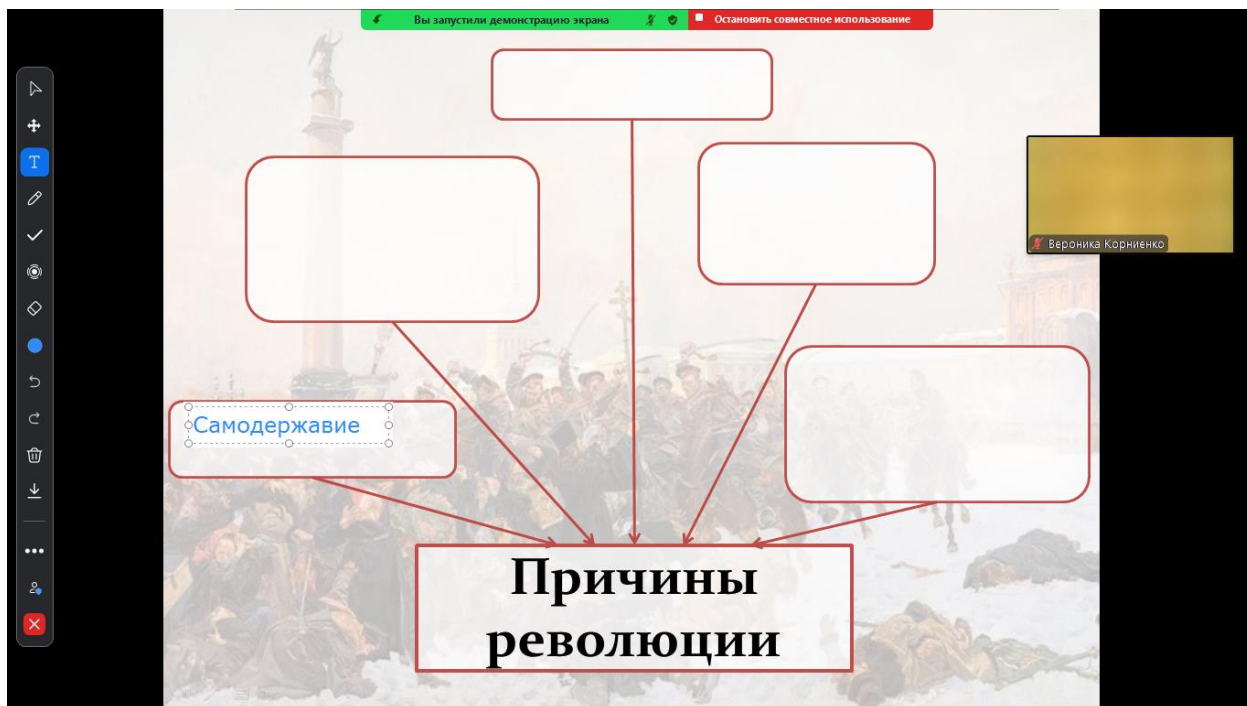 Вы запустили демонстрацию экрана
Остановить совместное использование
T
Вероника Корниенко
Самодержавие
Причины
революции